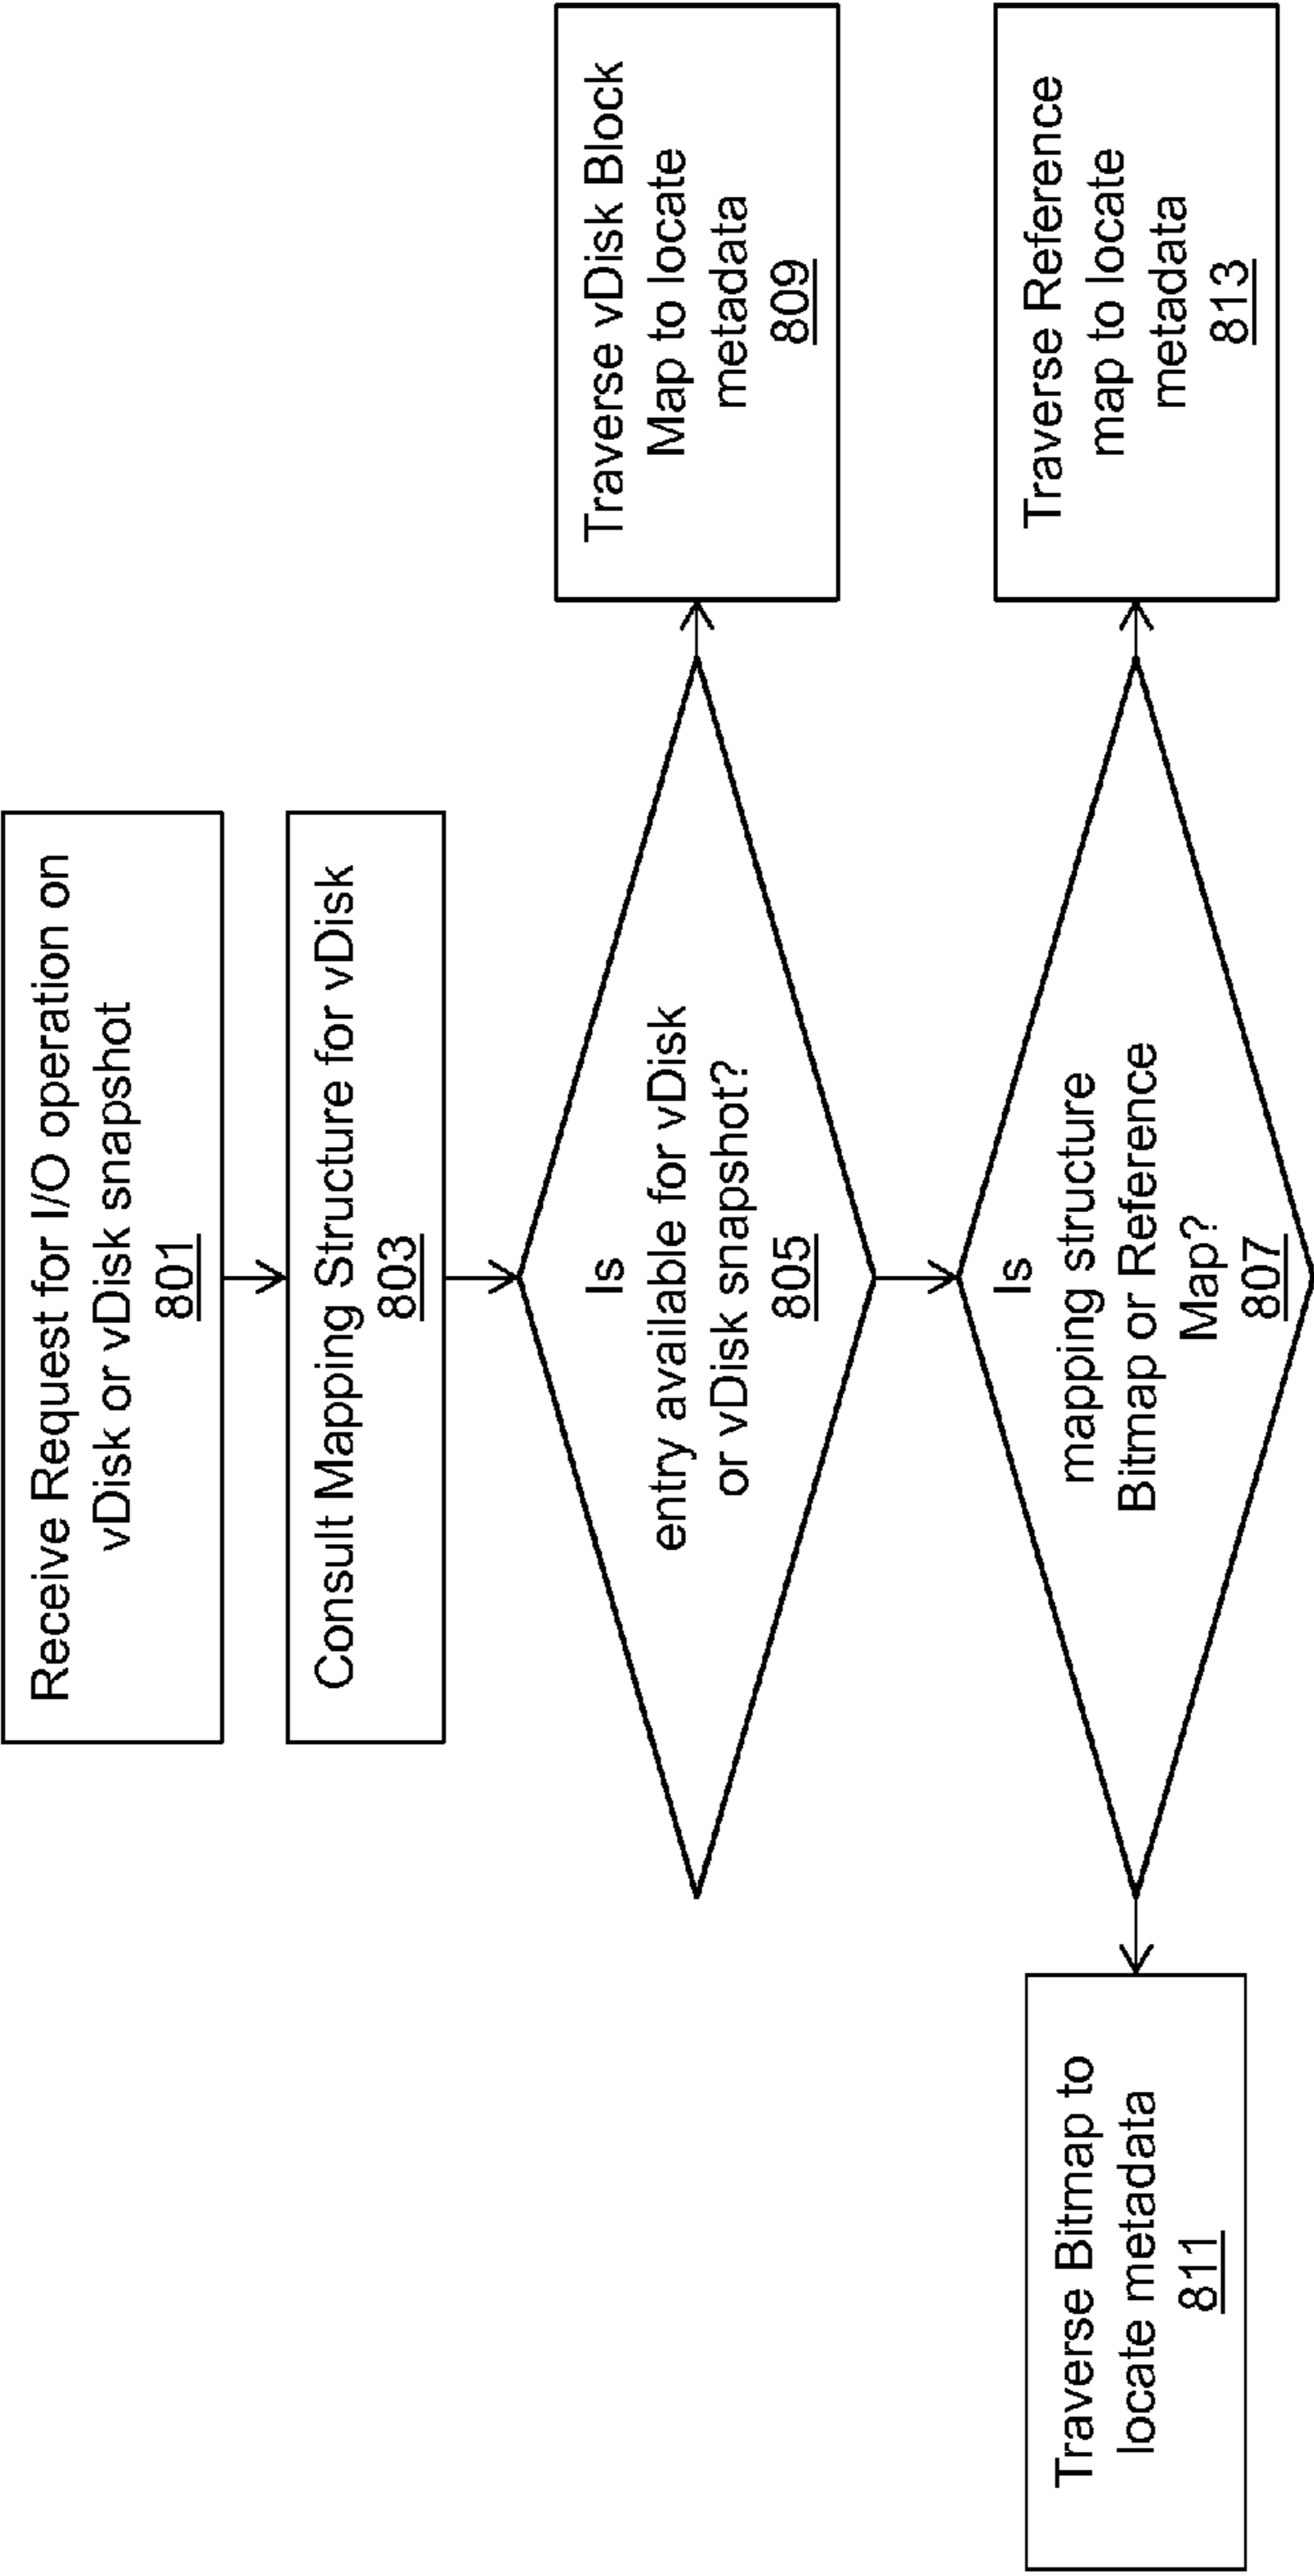 Receive Request for I/O operation on
vDisk or vDisk snapshot
801
Consult Mapping Structure for vDisk
803
Is
entry available for vDisk
or vDisk snapshot?
805
Traverse vDisk Block
Map to locate
metadata
809
Is
mapping structure
Bitmap or Reference
Map?
807
Traverse Bitmap to
locate metadata
811
Traverse Reference
map to locate
metadata
813